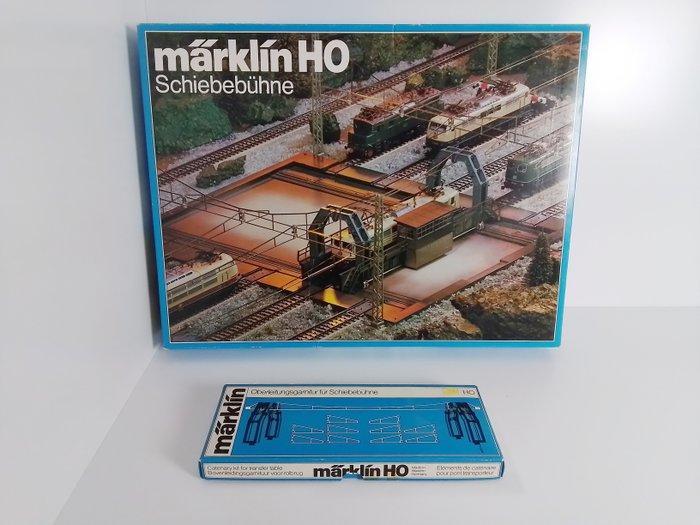 märklin HO
Schiebebühne
märklin
Oberleitungsgarnitur für Schiebebühne
HO
Catenary kit for transfer table
Bovenleidingsgarnituur voor rolbrug
märklin HO
Eléments de caténaire
pour pont transporteur